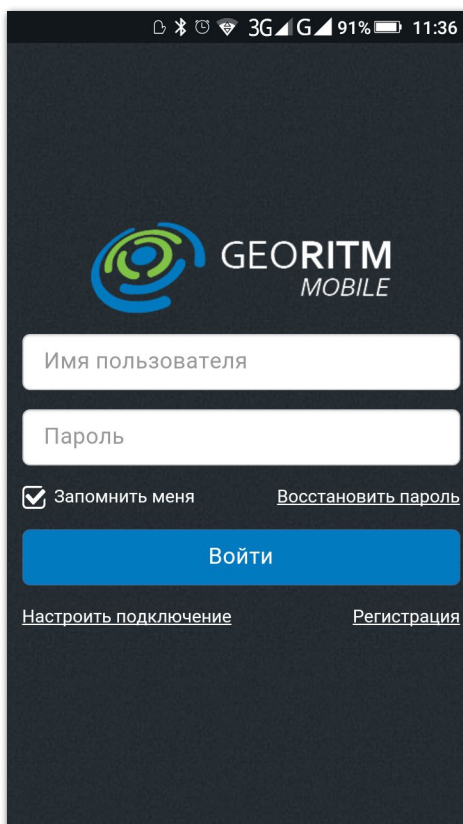 3G G 91% 11:36
GEORITM
MOBILE
Имя пользователя
Пароль
Запомнить меня Восстановить пароль
Войти
Настроить подключение Регистрация